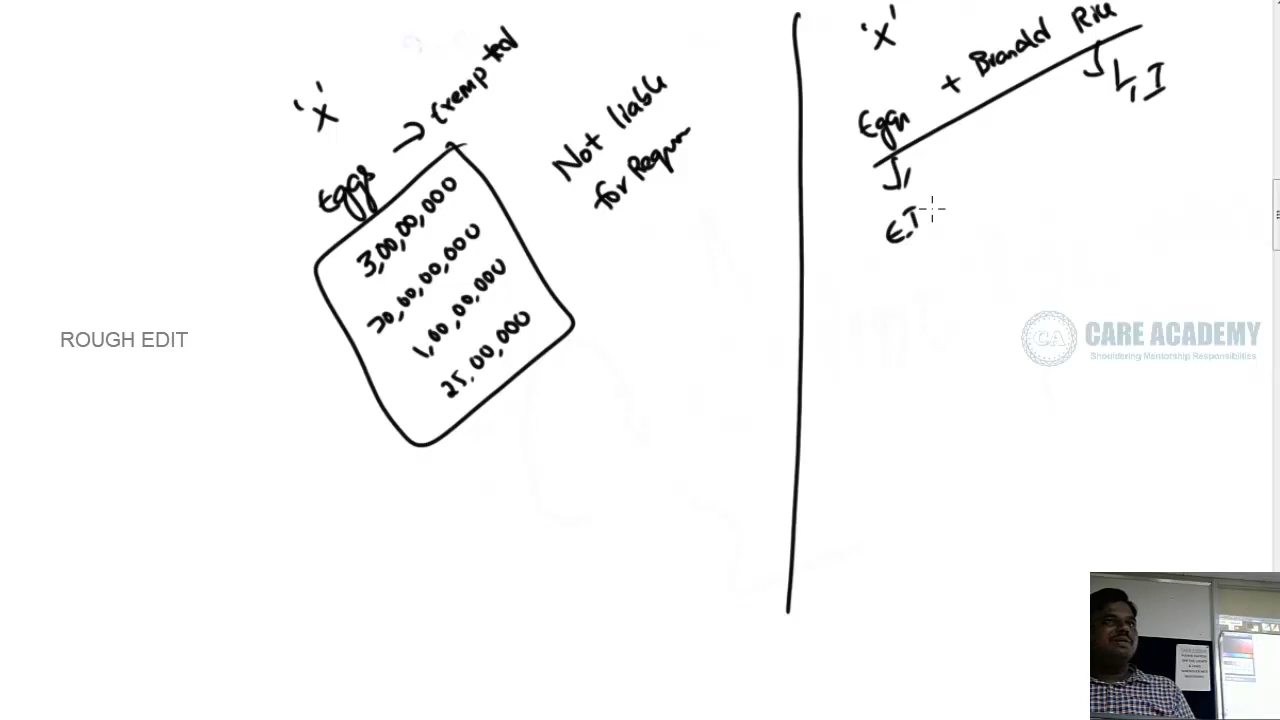 'X'
Eggs → Exempted
3,00,00,000
20,00,00,000
1,00,00,000
25,00,000
Not liable
for Regn
'X'
Eggs + Branded Rice
E.T
L, I
ROUGH EDIT
CA
CARE ACADEMY
Shouldering Mentorship Responsibilities